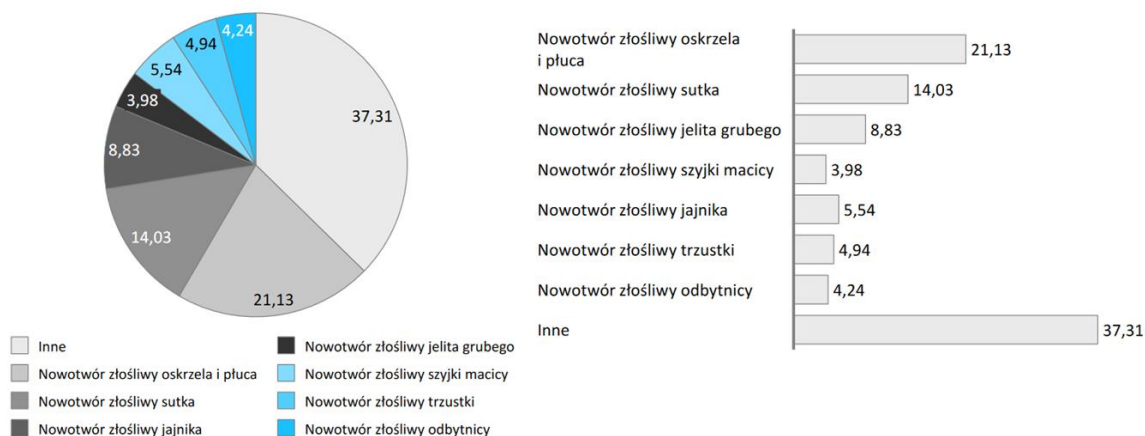 4,24
4,94
5,54
3,98
8,83
14,03
21,13
37,31
Inne
Nowotwór złośliwy oskrzela i płuca
Nowotwór złośliwy sutka
Nowotwór złośliwy jajnika
Nowotwór złośliwy jelita grubego
Nowotwór złośliwy szyjki macicy
Nowotwór złośliwy trzustki
Nowotwór złośliwy odbytnicy
Nowotwór złośliwy oskrzela
i płuca
21,13
Nowotwór złośliwy sutka
14,03
Nowotwór złośliwy jelita grubego
8,83
Nowotwór złośliwy szyjki macicy
3,98
Nowotwór złośliwy jajnika
5,54
Nowotwór złośliwy trzustki
4,94
Nowotwór złośliwy odbytnicy
4,24
Inne
37,31